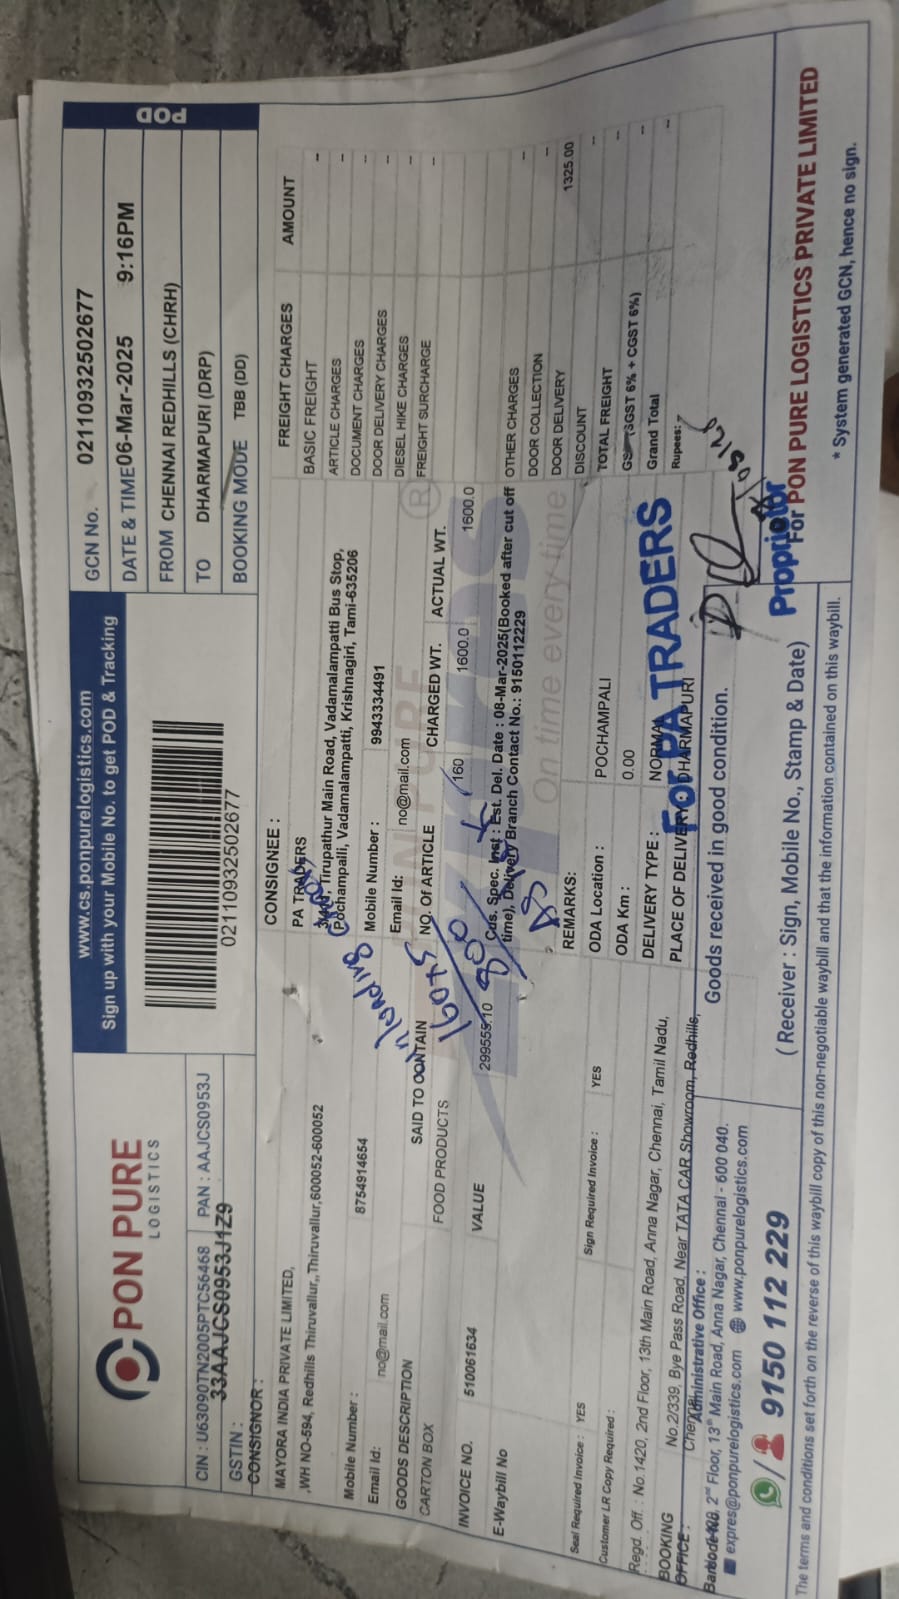 PON PURE
LOGISTICS
www.cs.ponpurelogistics.com
Sign up with your Mobile No. to get POD & Tracking
POD
GCN No. 02110932502677
DATE & TIME 06-Mar-2025 9:16PM
FROM CHENNAI REDHILLS (CHRH)
TO DHARMAPURI (DRP)
BOOKING MODE TBB (DD)
02110932502677
CIN : U63090TN2005PTC56468 PAN : AAJCS0953J
GSTIN : 33AAJCS0953J1Z9
CONSIGNOR :
MAYORA INDIA PRIVATE LIMITED,
,WH NO-594, Redhills Thiruvallur,,Thiruvallur,600052-600052
Mobile Number : 8754914654
Email Id: no@mail.com
CONSIGNEE :
PA TRADERS
Tirupathur Main Road, Vadamalampatti Bus Stop,
Pochampalli, Vadamalampatti, Krishnagiri, Tami-635206
Mobile Number : 9943334491
Email Id: no@mail.com
FREIGHT CHARGES AMOUNT
BASIC FREIGHT --
ARTICLE CHARGES --
DOCUMENT CHARGES --
DOOR DELIVERY CHARGES --
DIESEL HIKE CHARGES --
FREIGHT SURCHARGE --
OTHER CHARGES --
DOOR COLLECTION --
DOOR DELIVERY 1325.00
DISCOUNT --
TOTAL FREIGHT --
(SGST 6% + CGST 6%) --
Grand Total --
Rupees:
GOODS DESCRIPTION SAID TO CONTAIN NO. Of ARTICLE CHARGED WT. ACTUAL WT.
CARTON BOX FOOD PRODUCTS 160 1600.0 1600.0
INVOICE NO. 510061634 VALUE 299555.10
E-Waybill No
Cus. Spec. Inst : Est. Del. Date : 08-Mar-2025(Booked after cut off
time), Delivery Branch Contact No.: 9150112229
unloading
160+5
800
PON PURE
On time every time
REMARKS:
Seal Required Invoice : YES Sign Required Invoice : YES
Customer LR Copy Required :
ODA Location : POCHAMPALI
ODA Km : 0.00
DELIVERY TYPE : NORMAL
PLACE OF DELIVERY : DHARMAPURI
For PA TRADERS
Proprietor
Regd. Off. : No.1420, 2nd Floor, 13th Main Road, Anna Nagar, Chennai, Tamil Nadu,
BOOKING OFFICE : No.2/339, Bye Pass Road, Near TATA CAR Showroom, Redhills,
Chennai
Administrative Office :
2nd Floor, 13th Main Road, Anna Nagar, Chennai - 600 040.
expres@ponpurelogistics.com www.ponpurelogistics.com
9150 112 229
Goods received in good condition.
( Receiver : Sign, Mobile No., Stamp & Date)
For PON PURE LOGISTICS PRIVATE LIMITED
* System generated GCN, hence no sign.
The terms and conditions set forth on the reverse of this waybill copy of this non-negotiable waybill and that the information contained on this waybill.